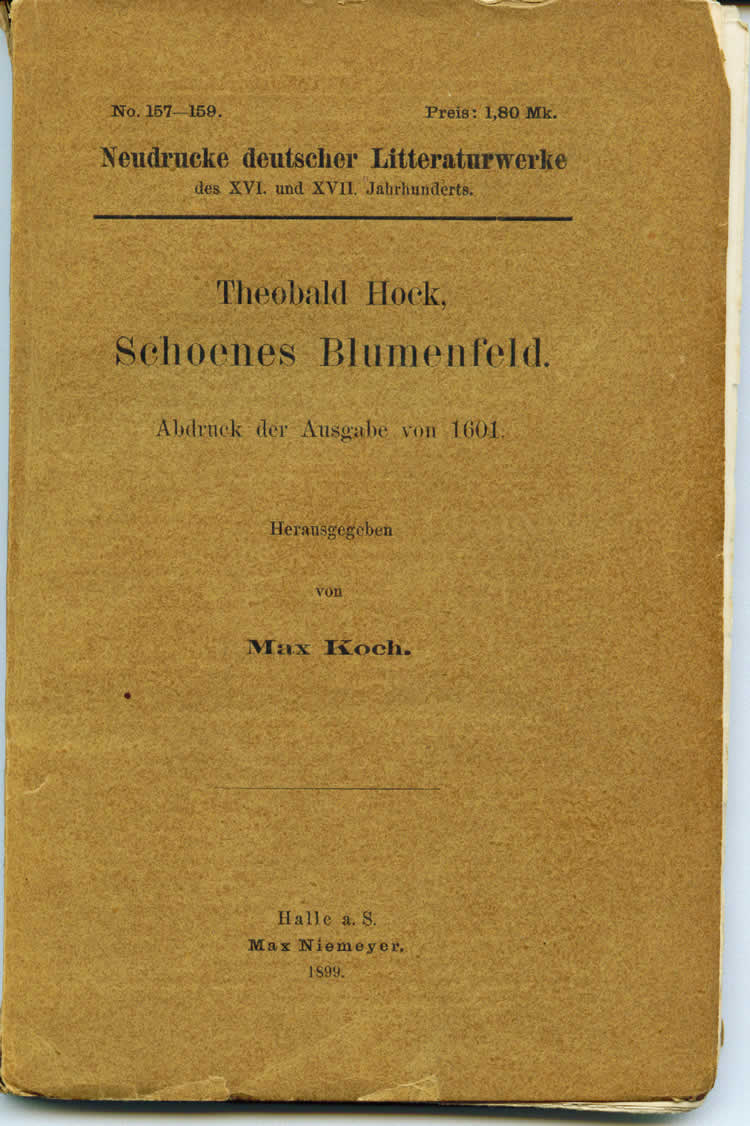 No. 157—159. Preis: 1,80 Mk.
Neudrucke deutscher Litteraturwerke
des XVI. und XVII. Jahrhunderts.
Theobald Hock,
Schoenes Blumenfeld.
Abdruck der Ausgabe von 1601.
Herausgegeben
von
Max Koch.
Halle a. S.
Max Niemeyer.
1899.